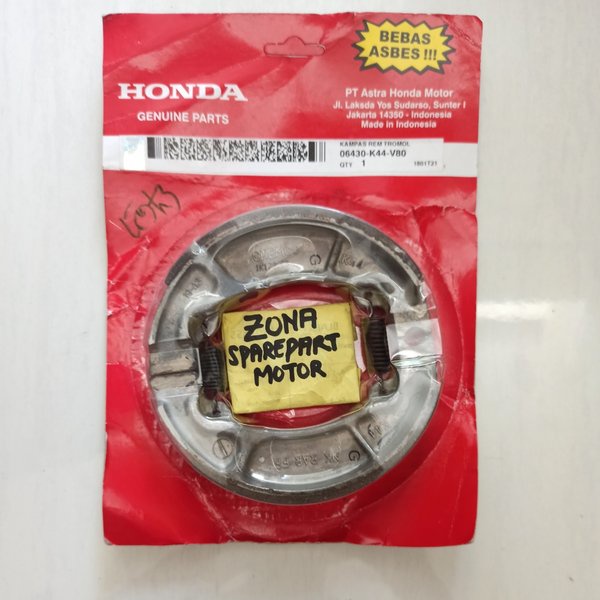 BEBAS
ASBES !!!
HONDA
GENUINE PARTS
PT Astra Honda Motor
Jl. Laksda Yos Sudarso, Sunter I
Jakarta 14350 - Indonesia
Made in Indonesia
KAMPAS REM TROMOL
06430-K44-V80
QTY 1
1801T21
G
ZONA
SPAREPART
MOTOR
G